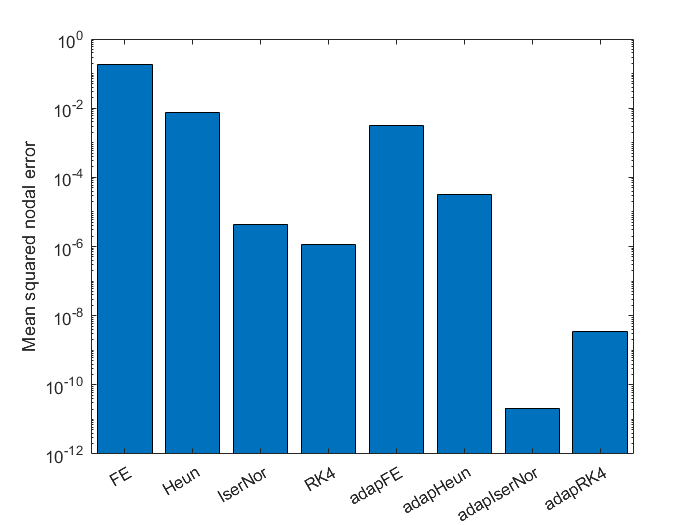 Mean squared nodal error
10^0
10^-2
10^-4
10^-6
10^-8
10^-10
10^-12
FE
Heun
IserNor
RK4
adapFE
adapHeun
adapIserNor
adapRK4